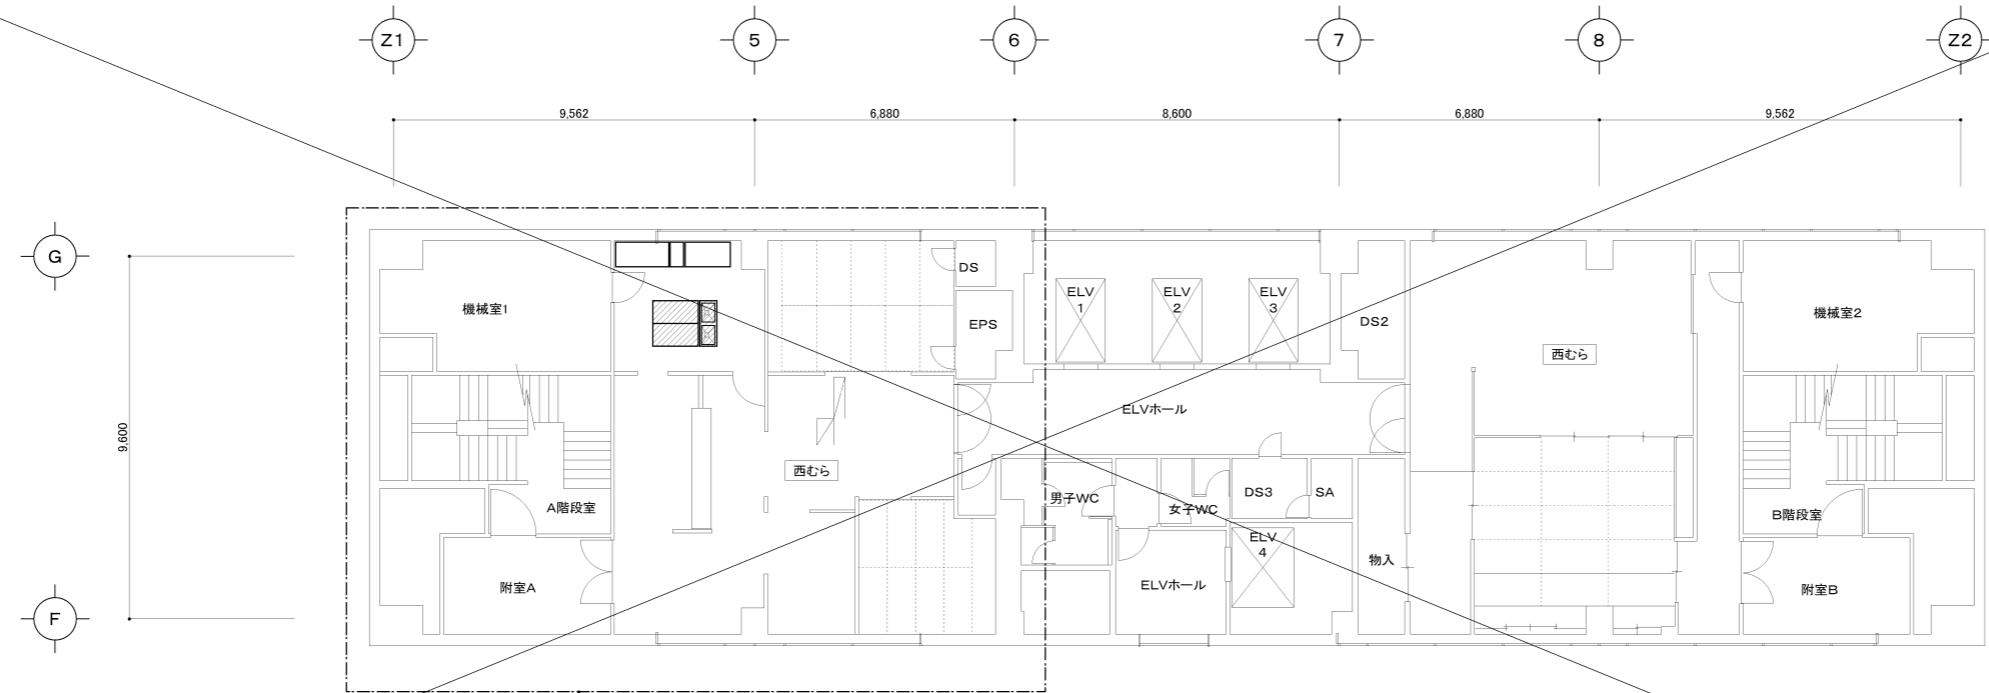 Z1 5 6 7 8 Z2
9,562 6,880 8,600 6,880 9,562
G
DS
機械室1
EPS
ELV
1
ELV
2
ELV
3
DS2
機械室2
西むら
ELVホール
9,600
西むら
男子WC
DS3
SA
A階段室
女子WC
B階段室
ELV
4
物入
附室A
ELVホール
附室B
F